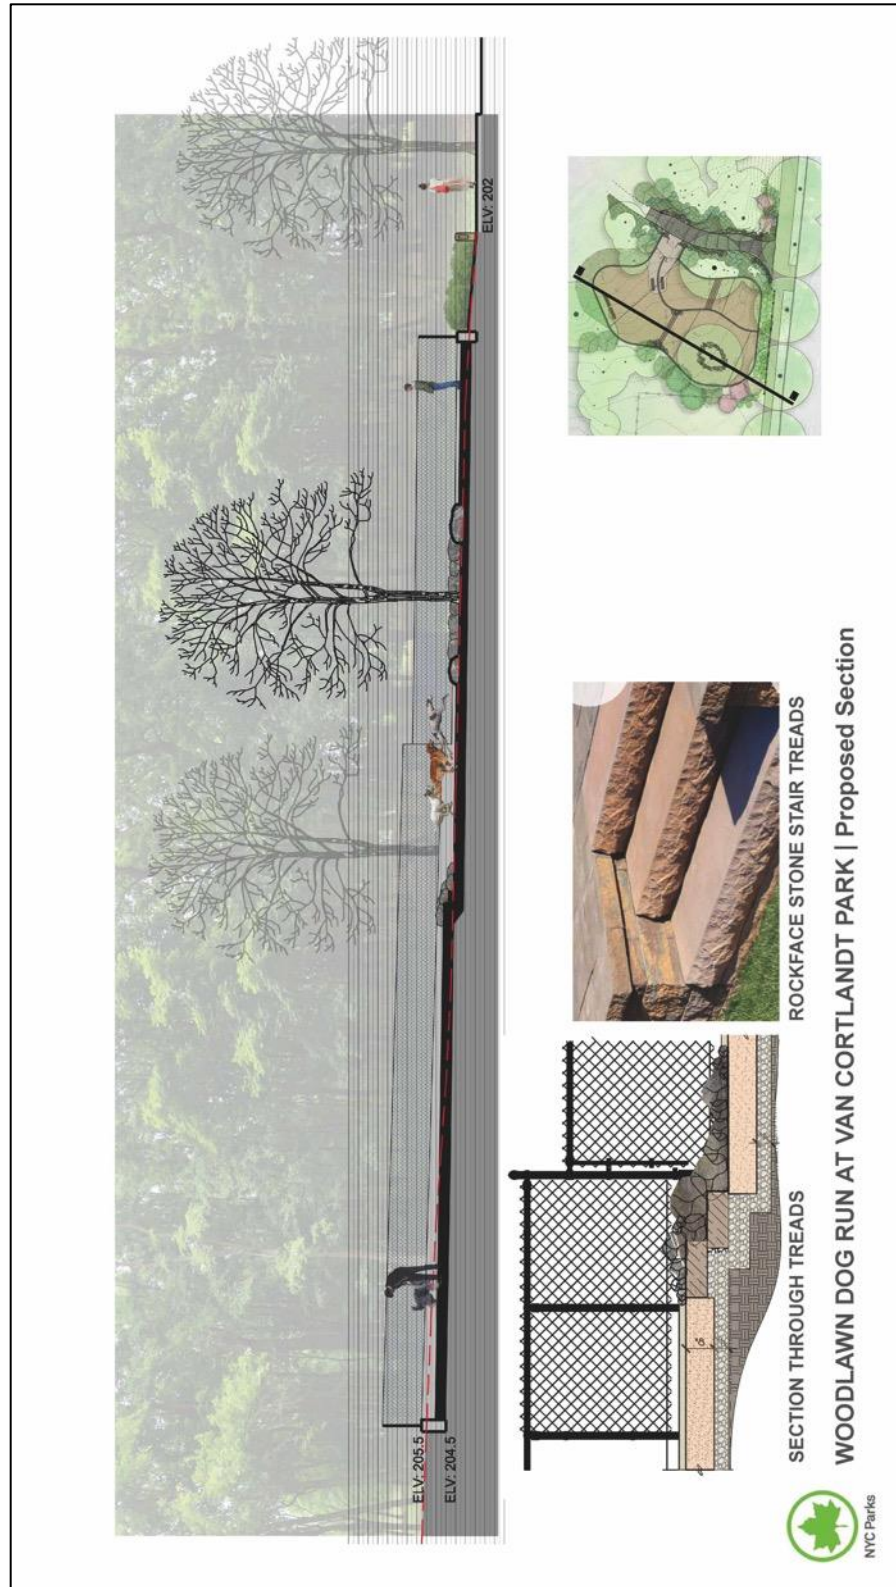 ELV: 205.5
ELV: 204.5
ELV: 202
SECTION THROUGH TREADS
ROCKFACE STONE STAIR TREADS
WOODLAWN DOG RUN AT VAN CORTLANDT PARK | Proposed Section
NYC Parks